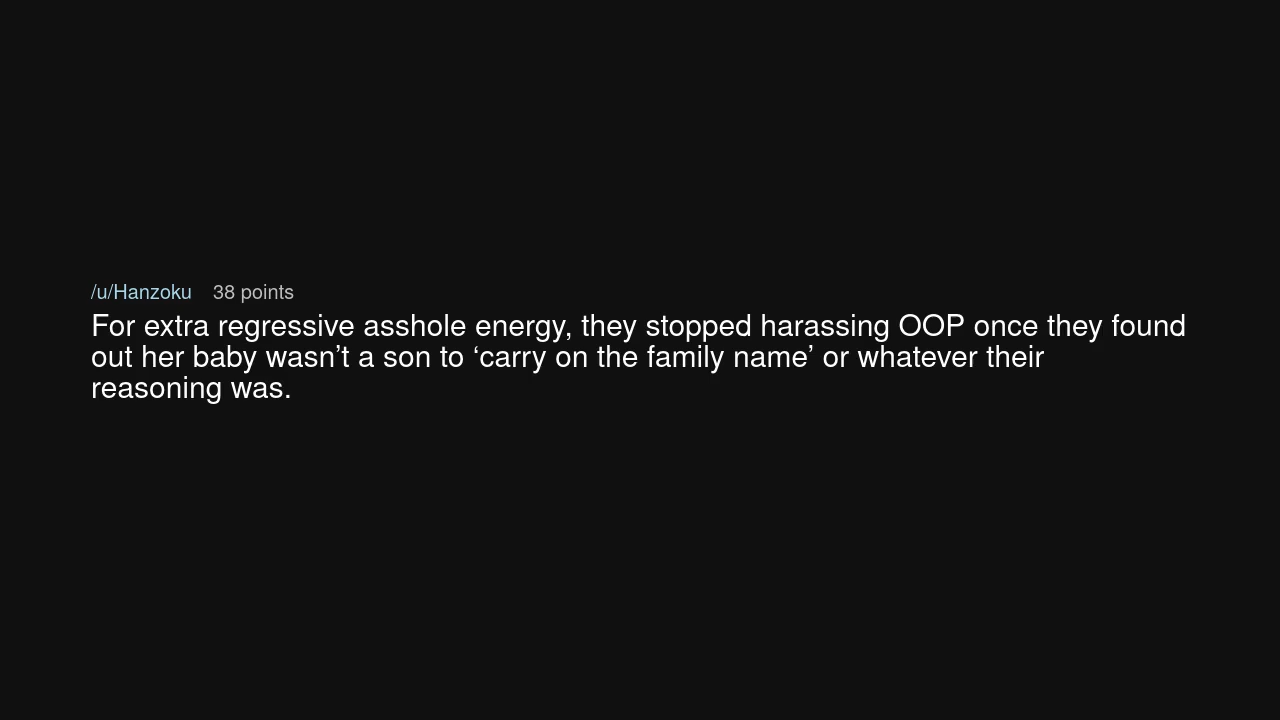 /u/Hanzoku 38 points
For extra regressive asshole energy, they stopped harassing OOP once they found
out her baby wasn’t a son to ‘carry on the family name’ or whatever their
reasoning was.